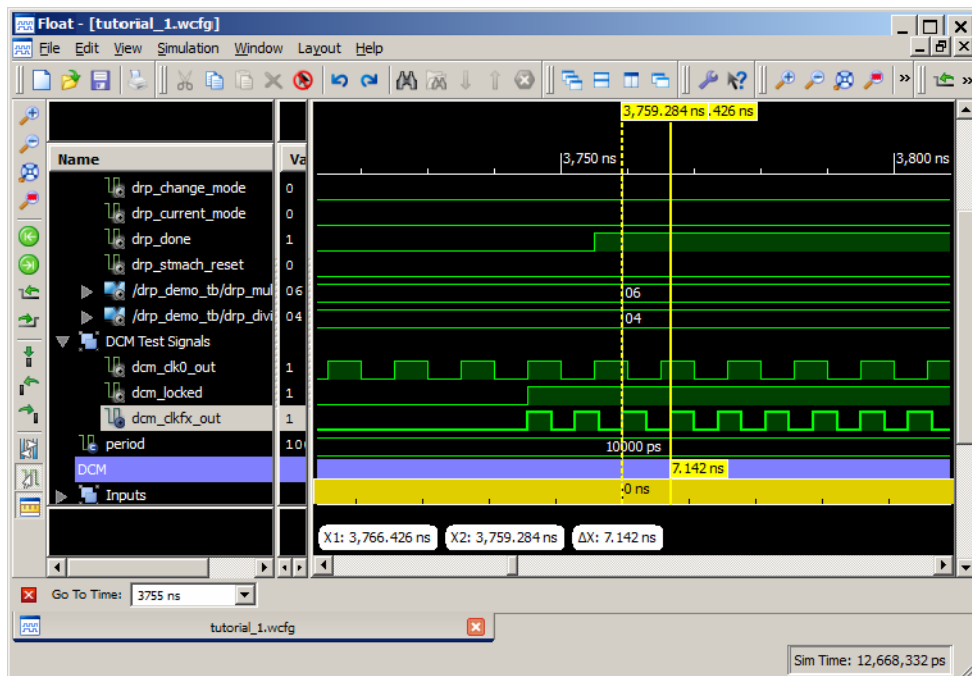 Float - [tutorial_1.wcfg]
File Edit View Simulation Window Layout Help
» »
3,759.284 ns .426 ns
Name Va 3,750 ns 3,800 ns
drp_change_mode 0
drp_current_mode 0
drp_done 1
drp_stmach_reset 0
/drp_demo_tb/drp_mul 06 06
/drp_demo_tb/drp_divi 04 04
DCM Test Signals
dcm_clk0_out 1
dcm_locked 1
dcm_clkfx_out 1
period 10000 ps
DCM 7.142 ns
Inputs 0 ns
X1: 3,766.426 ns X2: 3,759.284 ns ΔX: 7.142 ns
Go To Time: 3755 ns
tutorial_1.wcfg
Sim Time: 12,668,332 ps